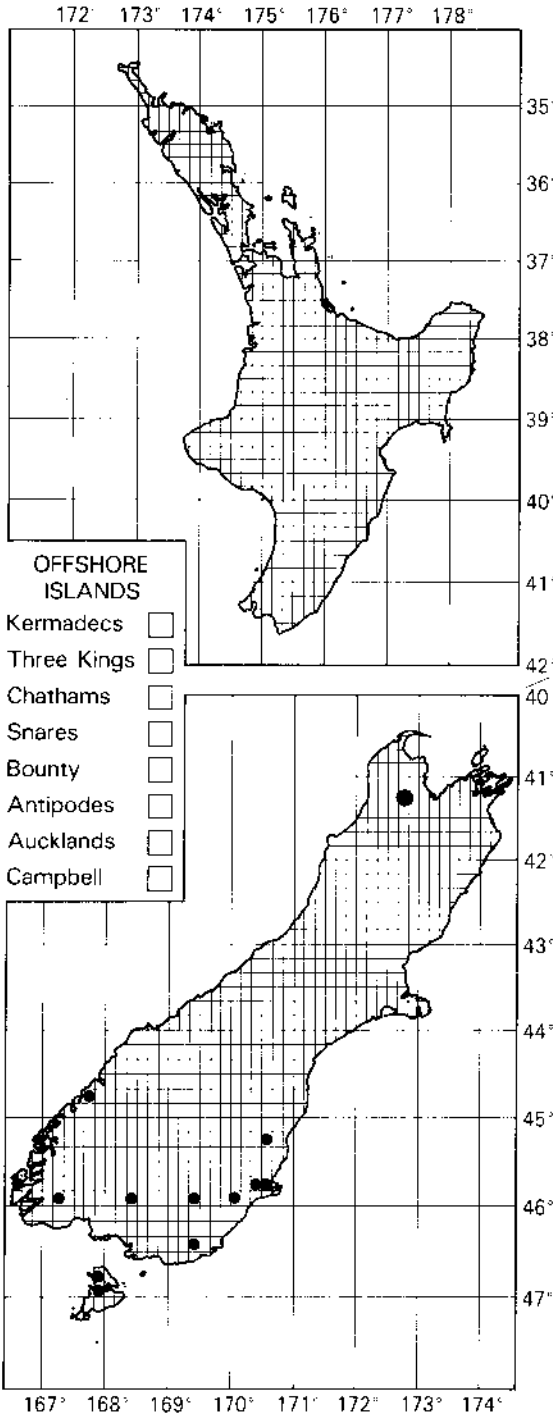 172° 173° 174° 175° 176° 177° 178°
35°
36°
37°
38°
39°
40°
41°
42°
OFFSHORE
ISLANDS
Kermadecs
Three Kings
Chathams
Snares
Bounty
Antipodes
Aucklands
Campbell
40
41°
42°
43°
44°
45°
46°
47°
167° 168° 169° 170° 171° 172° 173° 174°